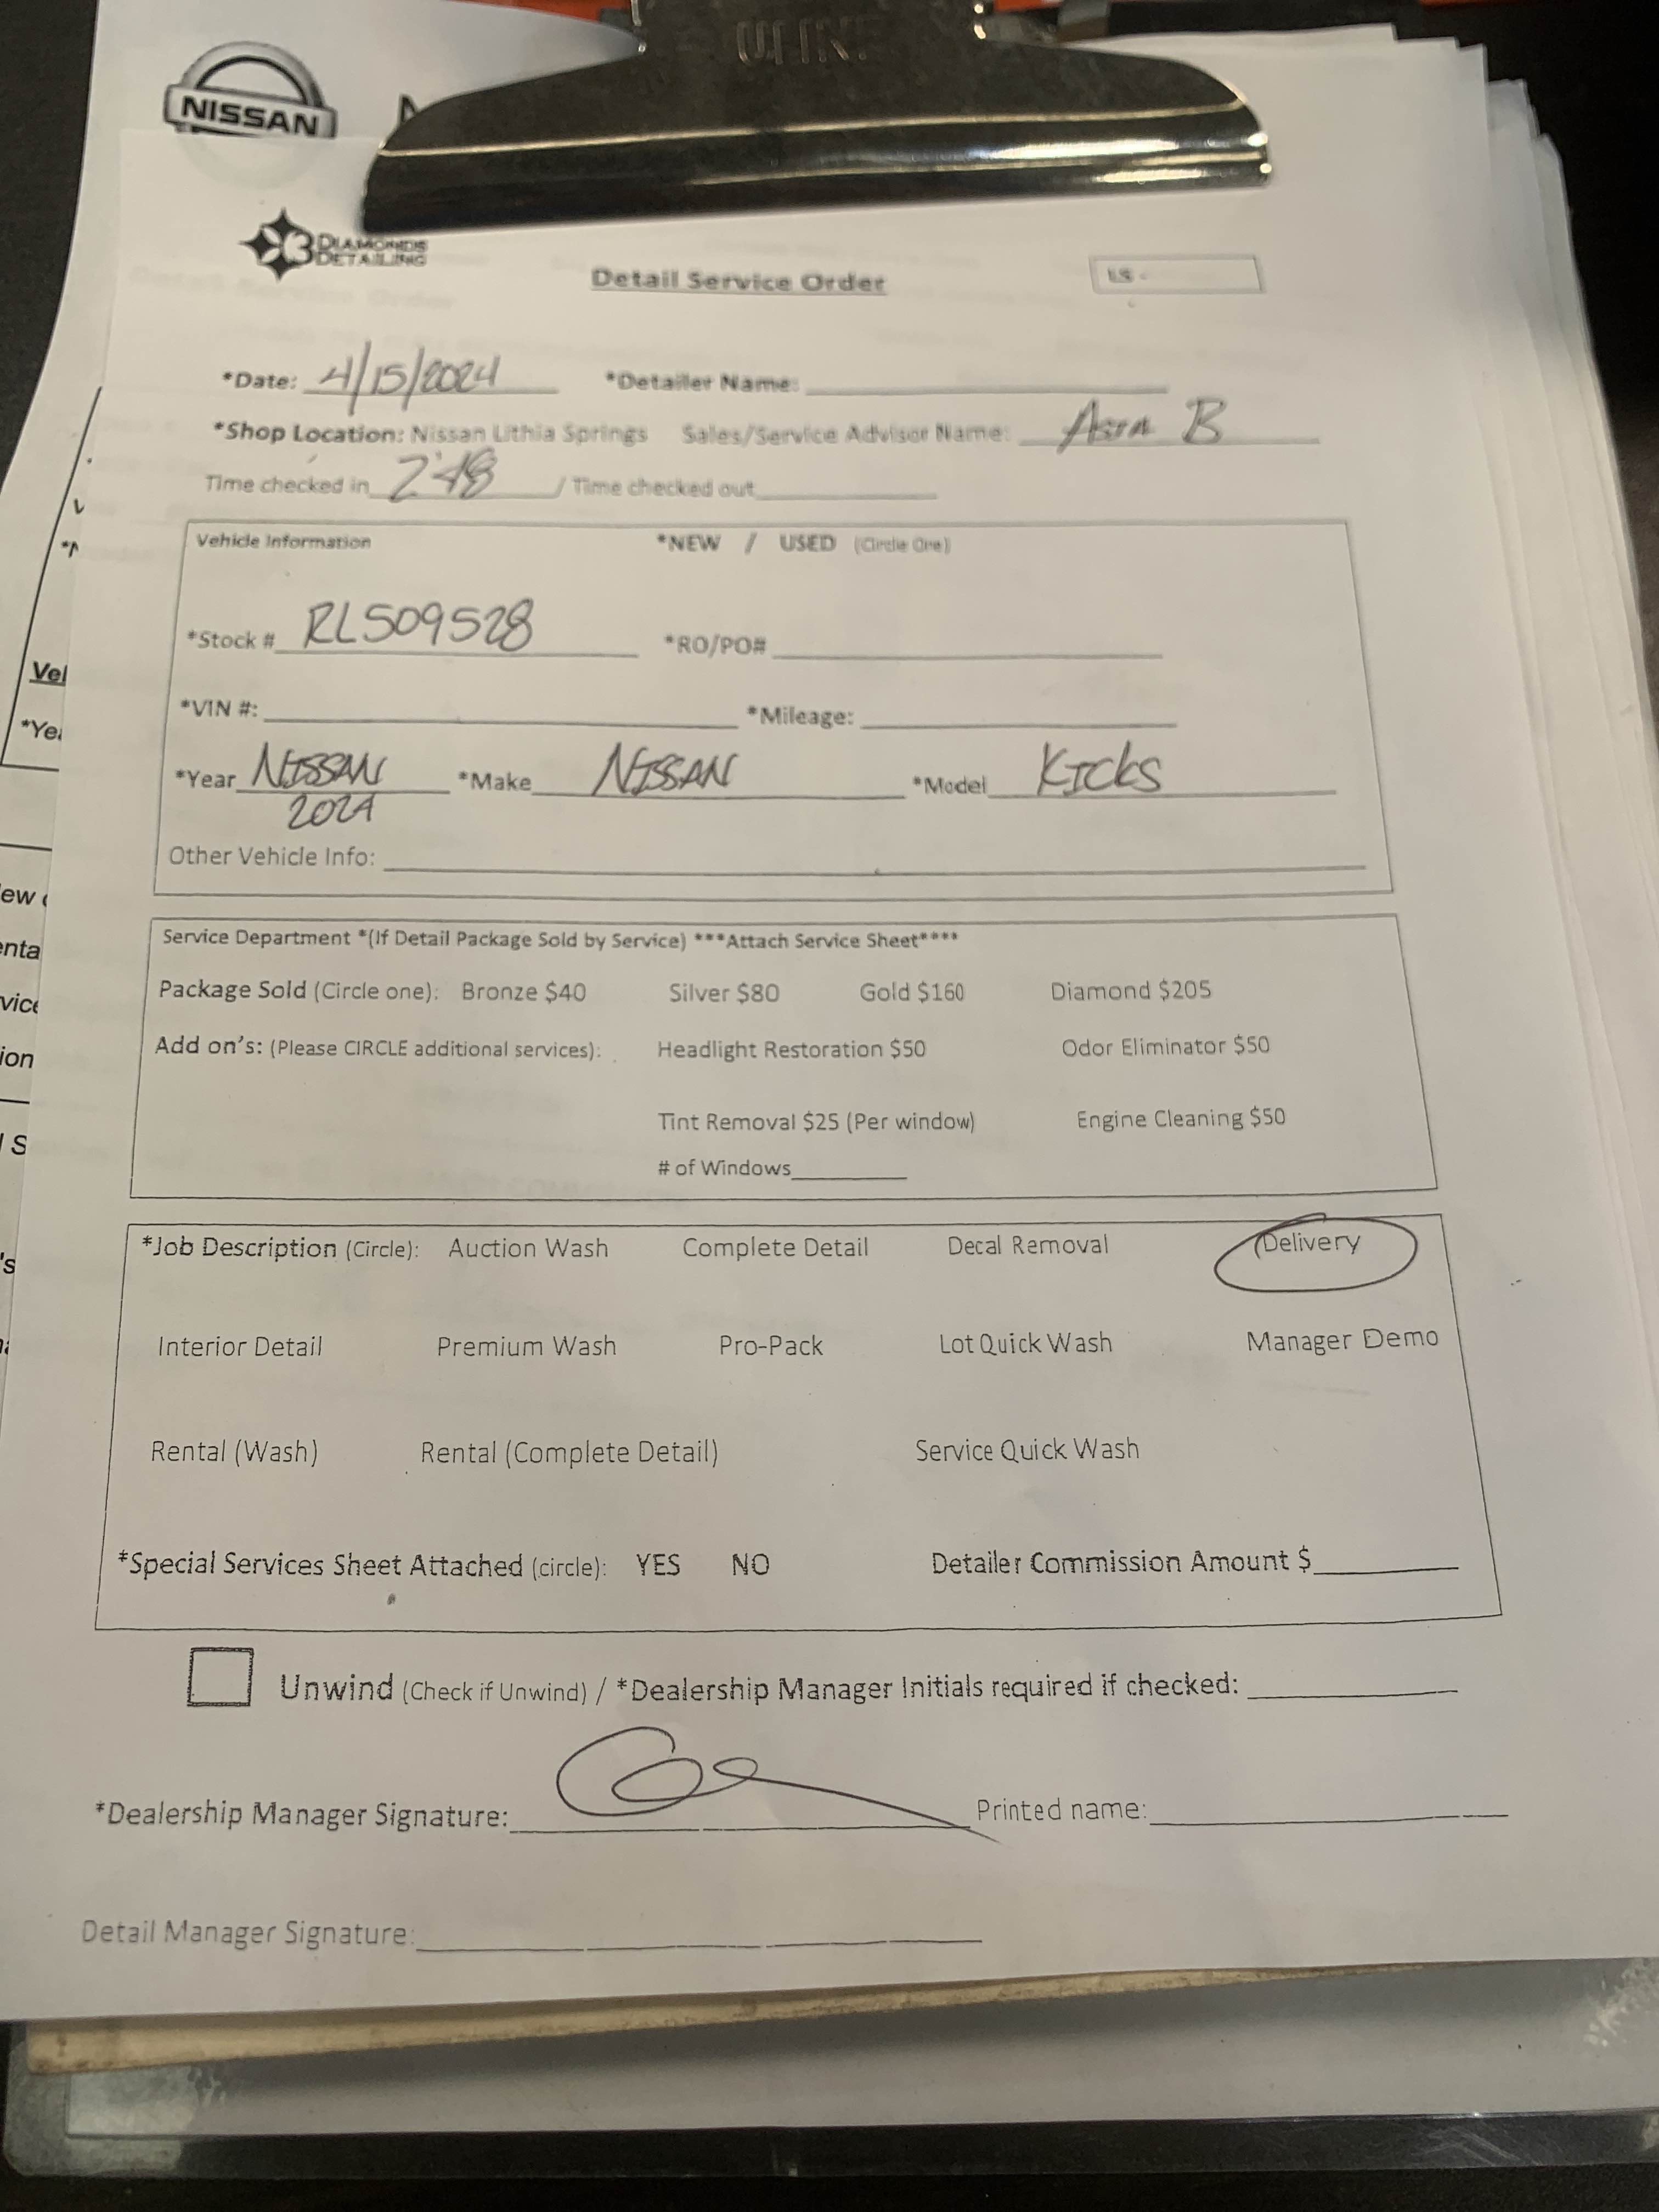 ULINE
NISSAN
3 DIAMONDS
DETAILING
Detail Service Order
LS -
*Date: 4/15/2024 *Detailer Name:
*Shop Location: Nissan Lithia Springs Sales/Service Advisor Name: B
Time checked in 2:48 / Time checked out
Vehicle Information *NEW / USED (Circle One)
*Stock # RL509528 *RO/PO#
*VIN #: *Mileage:
*Year NISSAN *Make NISSAN *Model KICKS
2024
Other Vehicle Info:
Service Department *(If Detail Package Sold by Service) ***Attach Service Sheet****
Package Sold (Circle one): Bronze $40 Silver $80 Gold $160 Diamond $205
Add on's: (Please CIRCLE additional services): Headlight Restoration $50 Odor Eliminator $50
Tint Removal $25 (Per window) Engine Cleaning $50
# of Windows
*Job Description (Circle): Auction Wash Complete Detail Decal Removal Delivery
Interior Detail Premium Wash Pro-Pack Lot Quick Wash Manager Demo
Rental (Wash) Rental (Complete Detail) Service Quick Wash
*Special Services Sheet Attached (circle): YES NO Detailer Commission Amount $
Unwind (Check if Unwind) / *Dealership Manager Initials required if checked:
*Dealership Manager Signature: Printed name:
Detail Manager Signature: